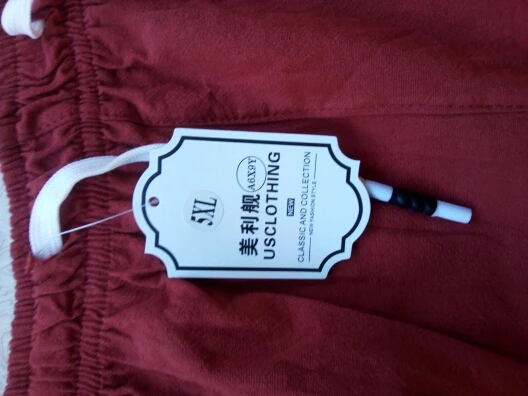 5XL
A6X9Y
美利舰
USCLOTHING
NEW
CLASSIC AND COLLECTION
NEW FASHION STYLE